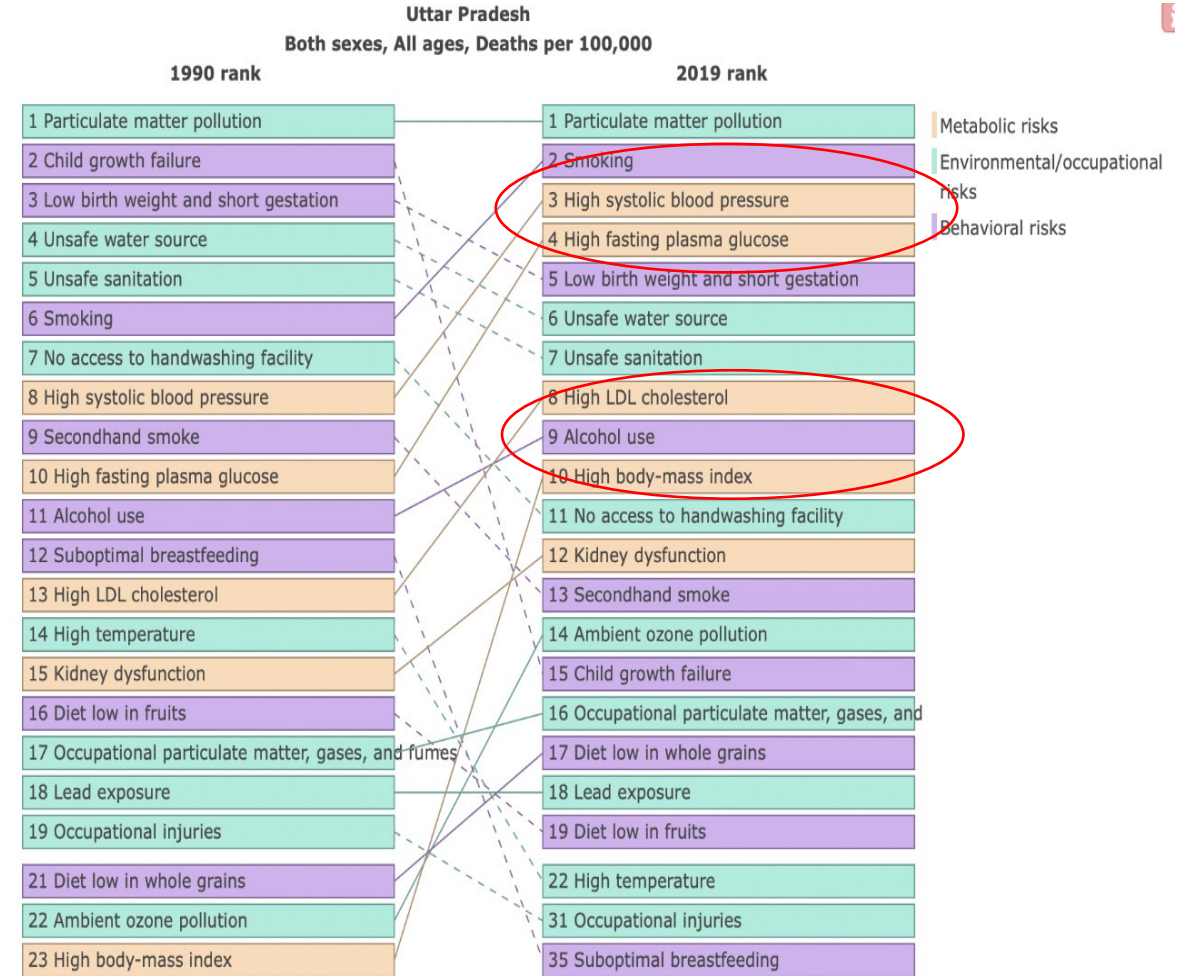 Uttar Pradesh
Both sexes, All ages, Deaths per 100,000
1990 rank
2019 rank
1 Particulate matter pollution
2 Child growth failure
3 Low birth weight and short gestation
4 Unsafe water source
5 Unsafe sanitation
6 Smoking
7 No access to handwashing facility
8 High systolic blood pressure
9 Secondhand smoke
10 High fasting plasma glucose
11 Alcohol use
12 Suboptimal breastfeeding
13 High LDL cholesterol
14 High temperature
15 Kidney dysfunction
16 Diet low in fruits
17 Occupational particulate matter, gases, and fumes
18 Lead exposure
19 Occupational injuries
21 Diet low in whole grains
22 Ambient ozone pollution
23 High body-mass index
1 Particulate matter pollution
2 Smoking
3 High systolic blood pressure
4 High fasting plasma glucose
5 Low birth weight and short gestation
6 Unsafe water source
7 Unsafe sanitation
8 High LDL cholesterol
9 Alcohol use
10 High body-mass index
11 No access to handwashing facility
12 Kidney dysfunction
13 Secondhand smoke
14 Ambient ozone pollution
15 Child growth failure
16 Occupational particulate matter, gases, and
17 Diet low in whole grains
18 Lead exposure
19 Diet low in fruits
22 High temperature
31 Occupational injuries
35 Suboptimal breastfeeding
Metabolic risks
Environmental/occupational
risks
Behavioral risks